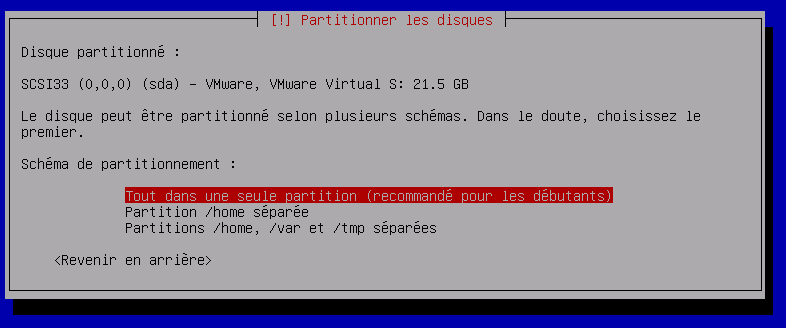 [!] Partitionner les disques
Disque partitionné :
SCSI33 (0,0,0) (sda) - VMware, VMware Virtual S: 21.5 GB
Le disque peut être partitionné selon plusieurs schémas. Dans le doute, choisissez le
premier.
Schéma de partitionnement :
Tout dans une seule partition (recommandé pour les débutants)
Partition /home séparée
Partitions /home, /var et /tmp séparées
<Revenir en arrière>